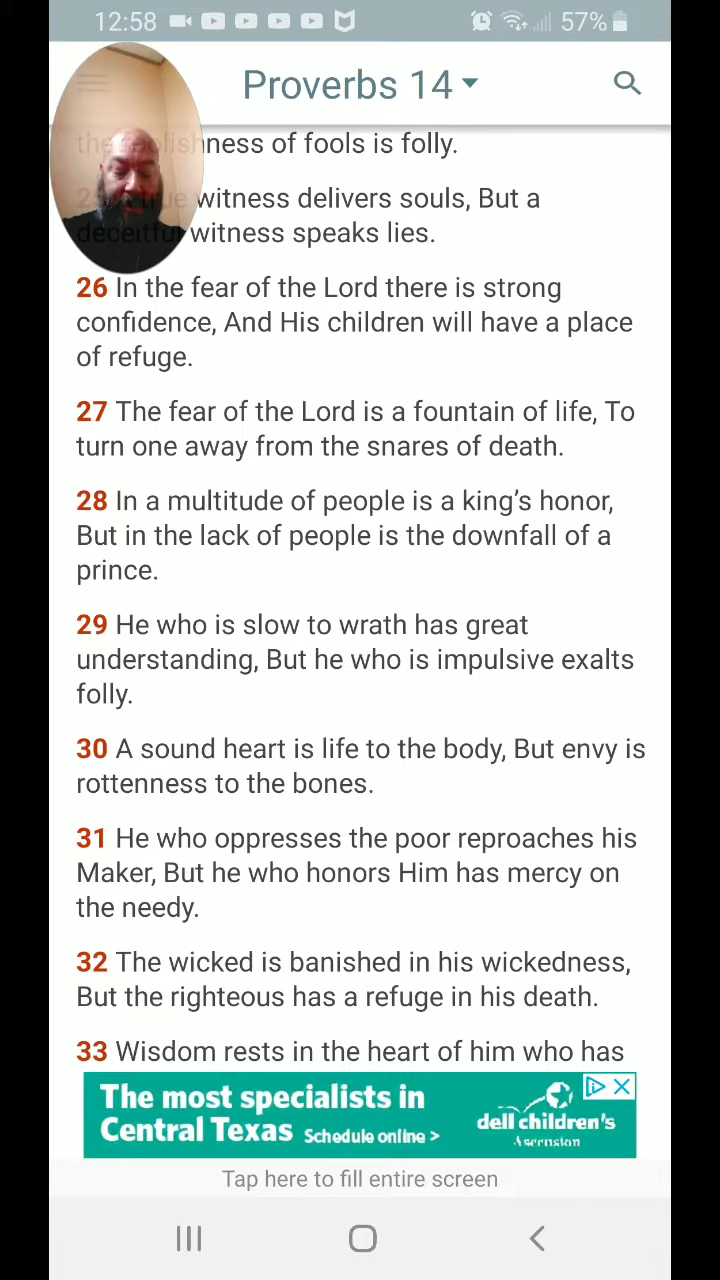 12:58
57%
Proverbs 14
the foolishness of fools is folly.
25 A true witness delivers souls, But a
deceitful witness speaks lies.
26 In the fear of the Lord there is strong
confidence, And His children will have a place
of refuge.
27 The fear of the Lord is a fountain of life, To
turn one away from the snares of death.
28 In a multitude of people is a king’s honor,
But in the lack of people is the downfall of a
prince.
29 He who is slow to wrath has great
understanding, But he who is impulsive exalts
folly.
30 A sound heart is life to the body, But envy is
rottenness to the bones.
31 He who oppresses the poor reproaches his
Maker, But he who honors Him has mercy on
the needy.
32 The wicked is banished in his wickedness,
But the righteous has a refuge in his death.
33 Wisdom rests in the heart of him who has
The most specialists in
Central Texas Schedule online >
dell children's
Ascension
Tap here to fill entire screen